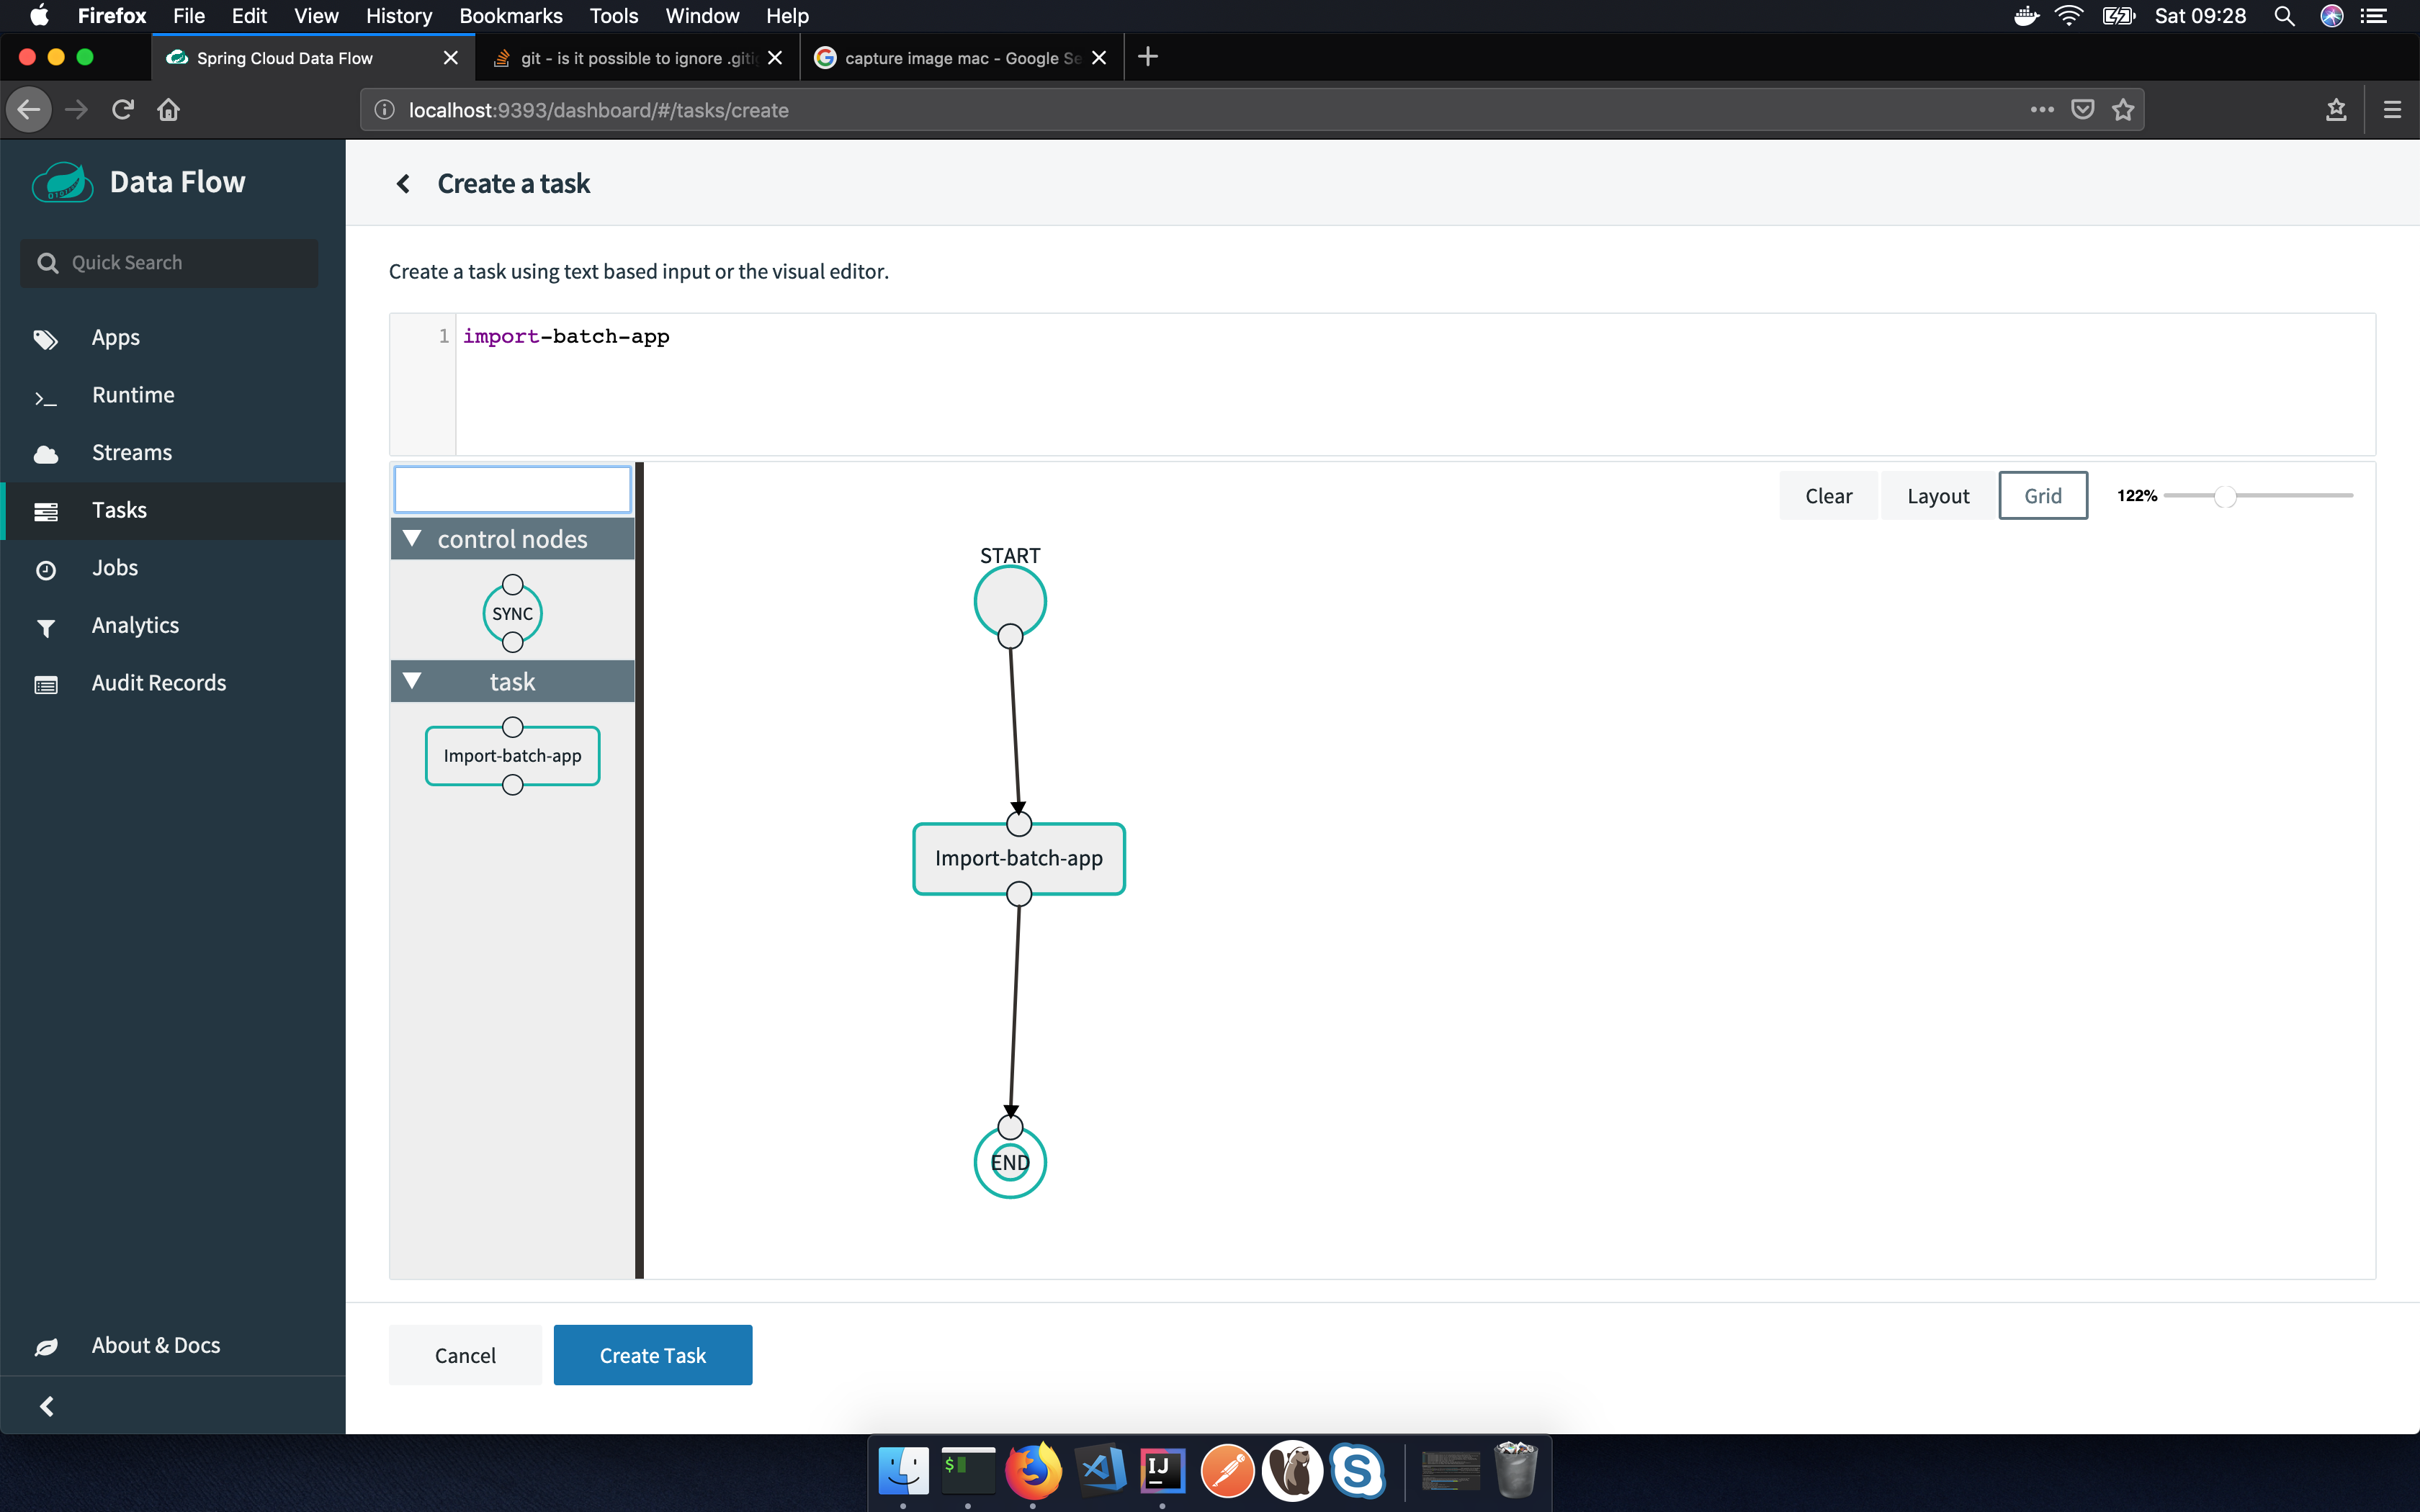 Firefox File Edit View History Bookmarks Tools Window Help Sat 09:28
Spring Cloud Data Flow git - is it possible to ignore .giti capture image mac - Google Se
localhost:9393/dashboard/#/tasks/create
Data Flow
Create a task
Quick Search
Create a task using text based input or the visual editor.
Apps
1 import-batch-app
Runtime
Streams
Tasks
Clear Layout Grid 122%
control nodes
START
Jobs
SYNC
Analytics
task
Audit Records
Import-batch-app
Import-batch-app
END
About & Docs
Cancel Create Task
$
IJ
S